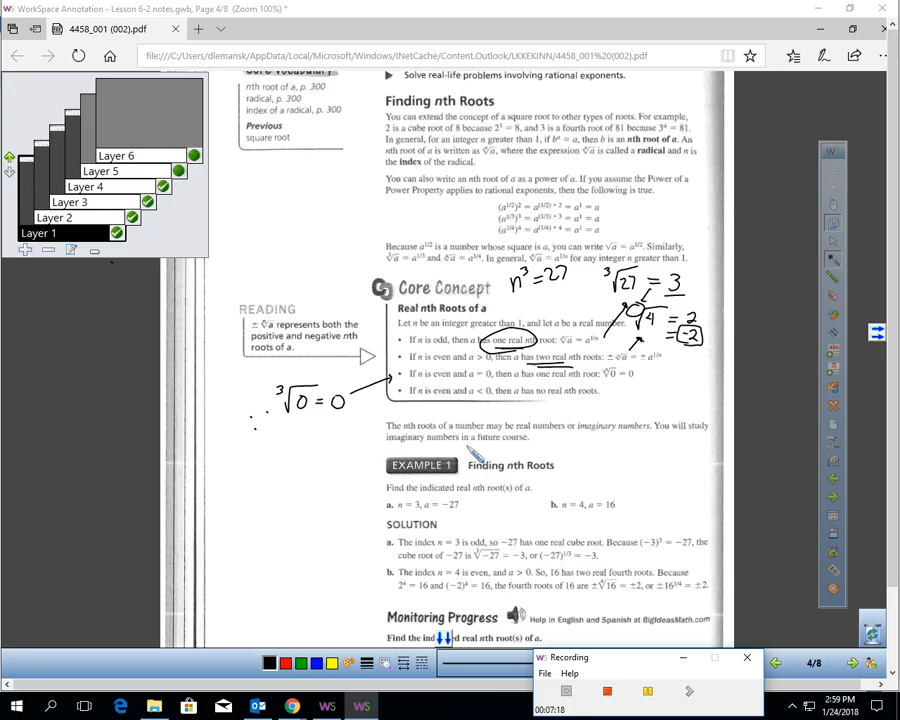 WorkSpace Annotation - Lesson 6-2 notes.gwb, Page 4/8 (Zoom 100%) *
4458_001 (002).pdf
file:///C:/Users/dlemansk/AppData/Local/Microsoft/Windows/INetCache/Content.Outlook/LKKEKINN/4458_001%20(002).pdf
Core Vocabulary
nth root of a, p. 300
radical, p. 300
index of a radical, p. 300
Previous
square root
Layer 6
Layer 5
Layer 4
Layer 3
Layer 2
Layer 1
Solve real-life problems involving rational exponents.
Finding nth Roots
You can extend the concept of a square root to other types of roots. For example,
2 is a cube root of 8 because 2³ = 8, and 3 is a fourth root of 81 because 3⁴ = 81.
In general, for an integer n greater than 1, if bⁿ = a, then b is an nth root of a. An
nth root of a is written as ⁿ√a, where the expression ⁿ√a is called a radical and n is
the index of the radical.
You can also write an nth root of a as a power of a. If you assume the Power of a
Power Property applies to rational exponents, then the following is true.
(a^1/2)² = a^(1/2) • 2 = a¹ = a
(a^1/3)³ = a^(1/3) • 3 = a¹ = a
(a^1/4)⁴ = a^(1/4) • 4 = a¹ = a
Because a^1/2 is a number whose square is a, you can write √a = a^1/2. Similarly,
³√a = a^1/3 and ⁴√a = a^1/4. In general, ⁿ√a = a^1/n for any integer n greater than 1.
n³ = 27
³√27 = 3
√4 = 2
= -2
Core Concept
READING
± ⁿ√a represents both the
positive and negative nth
roots of a.
Real nth Roots of a
Let n be an integer greater than 1, and let a be a real number.
• If n is odd, then a has one real nth root: ⁿ√a = a^1/n
• If n is even and a > 0, then a has two real nth roots: ± ⁿ√a = ± a^1/n
• If n is even and a = 0, then a has one real nth root: ⁿ√0 = 0
• If n is even and a < 0, then a has no real nth roots.
³√0 = 0
The nth roots of a number may be real numbers or imaginary numbers. You will study
imaginary numbers in a future course.
EXAMPLE 1 Finding nth Roots
Find the indicated real nth root(s) of a.
a. n = 3, a = −27 b. n = 4, a = 16
SOLUTION
a. The index n = 3 is odd, so −27 has one real cube root. Because (−3)³ = −27, the
cube root of −27 is ³√−27 = −3, or (−27)^1/3 = −3.
b. The index n = 4 is even, and a > 0. So, 16 has two real fourth roots. Because
2⁴ = 16 and (−2)⁴ = 16, the fourth roots of 16 are ±⁴√16 = ±2, or ±16^1/4 = ±2.
Monitoring Progress Help in English and Spanish at BigIdeasMath.com
Find the ind d real nth root(s) of a.
4/8
Recording
File Help
00:07:18
2:59 PM
1/24/2018